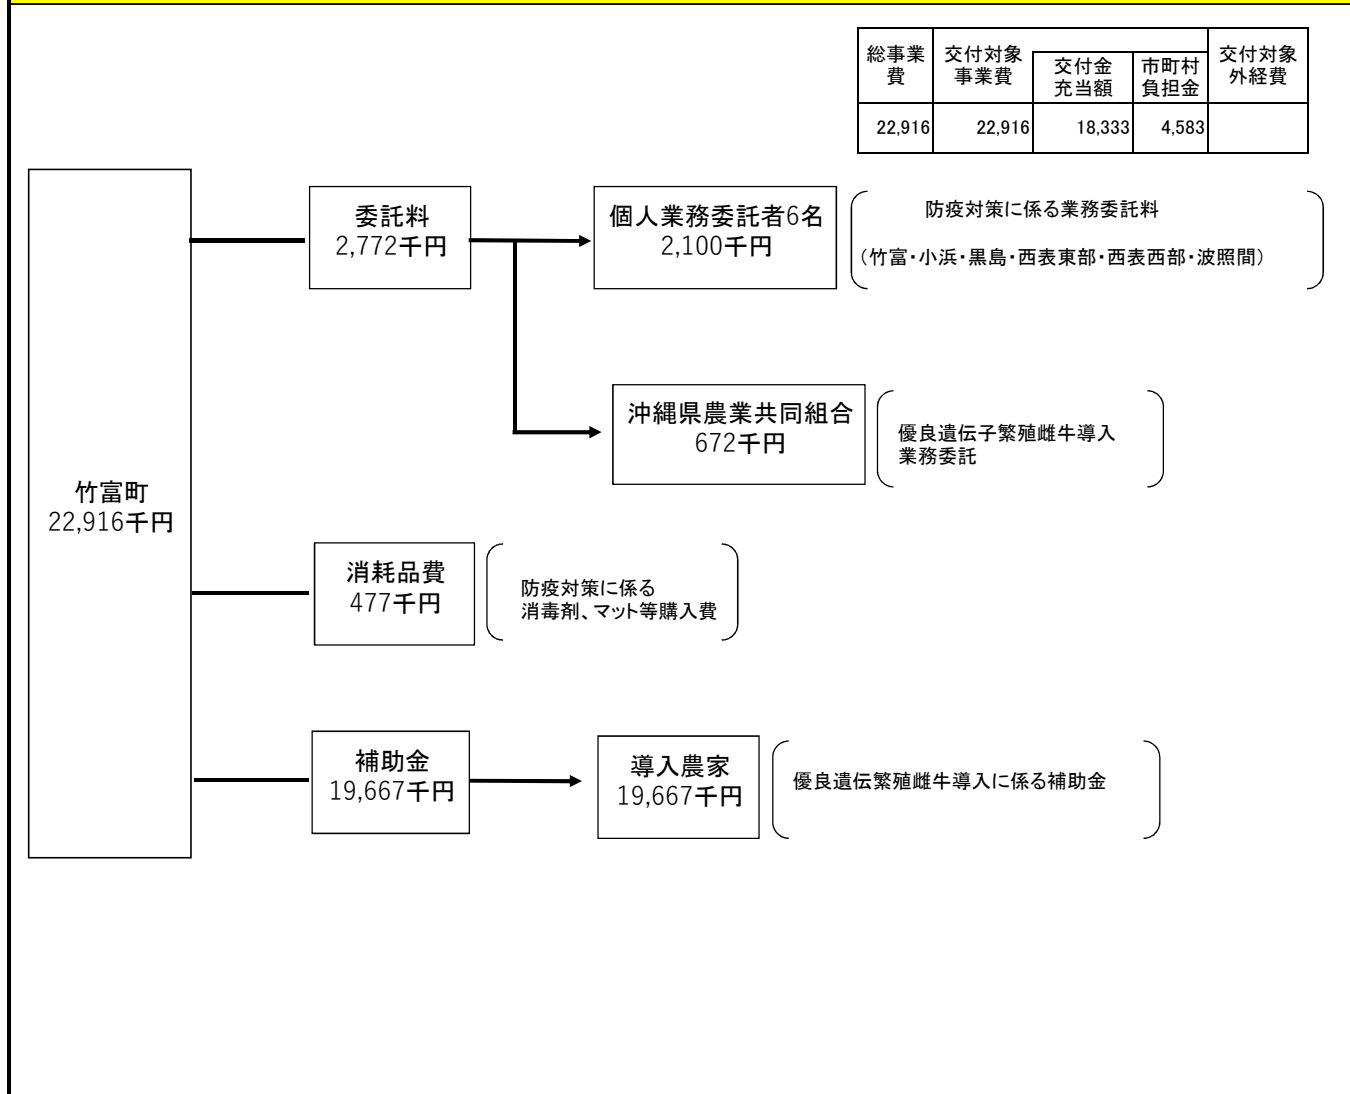 総事業費
交付対象事業費
交付金充当額
市町村負担金
交付対象外経費
22,916
22,916
18,333
4,583
竹富町
22,916千円
委託料
2,772千円
個人業務委託者6名
2,100千円
防疫対策に係る業務委託料
（竹富・小浜・黒島・西表東部・西表西部・波照間）
沖縄県農業共同組合
672千円
優良遺伝子繁殖雌牛導入
業務委託
消耗品費
477千円
防疫対策に係る
消毒剤、マット等購入費
補助金
19,667千円
導入農家
19,667千円
優良遺伝繁殖雌牛導入に係る補助金